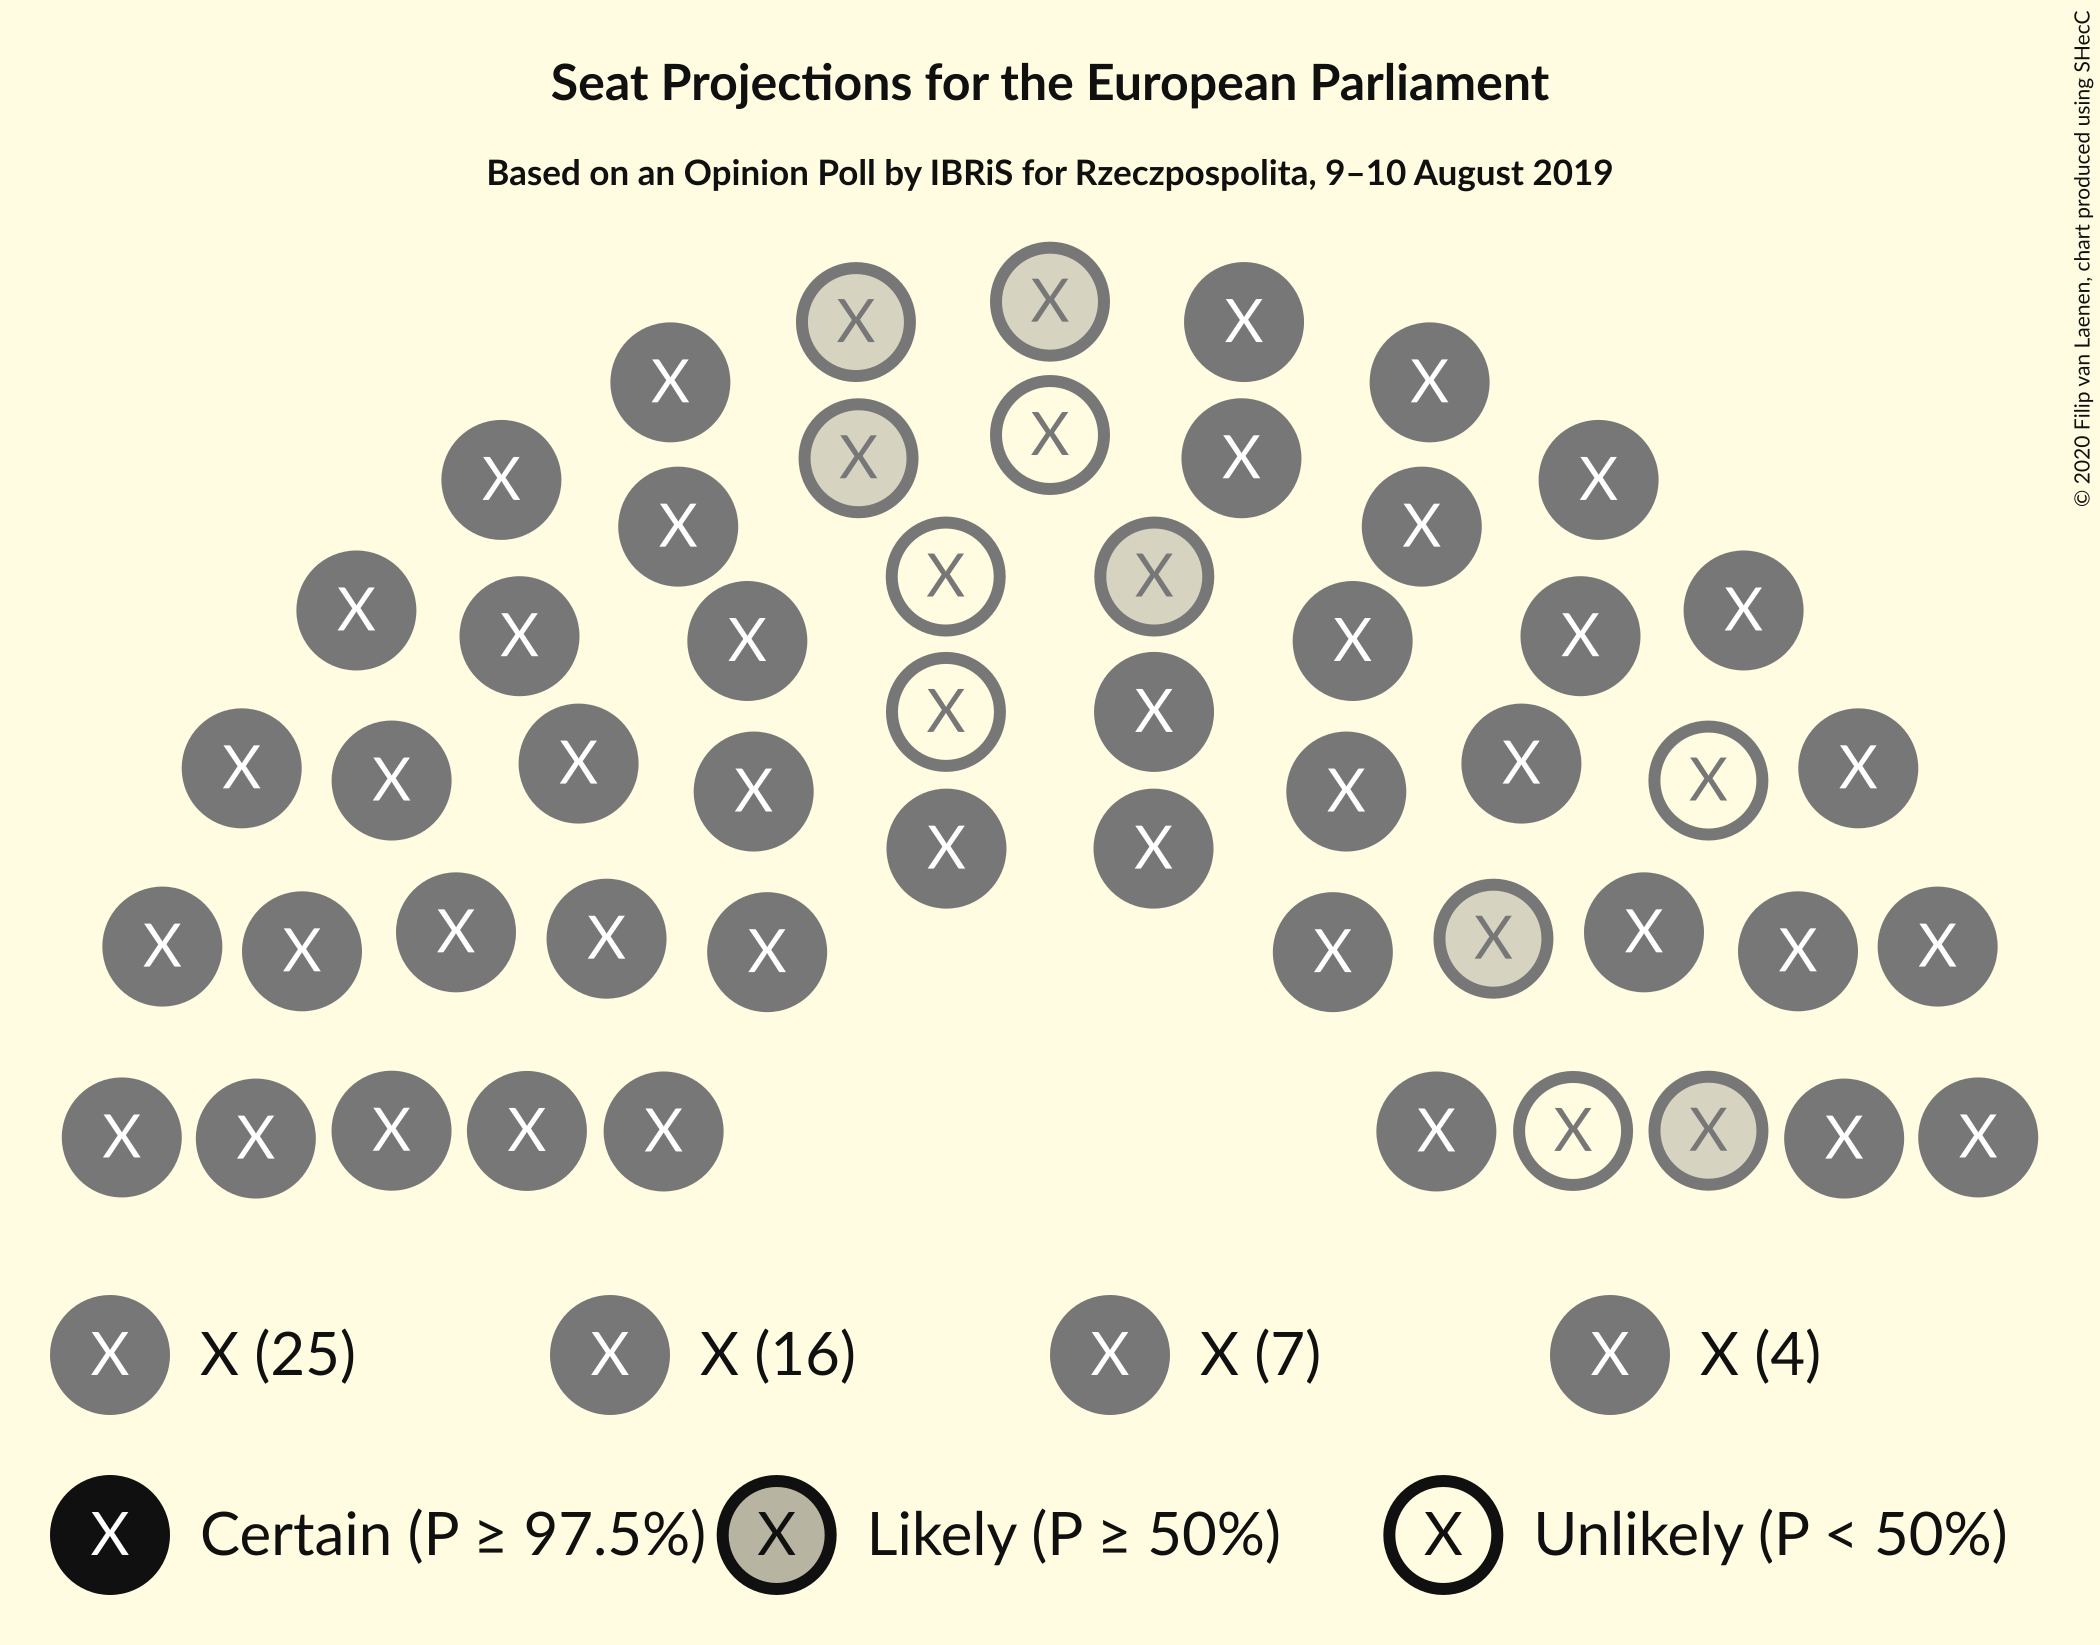 Seat Projections for the European Parliament
Based on an Opinion Poll by IBRiS for Rzeczpospolita, 9–10 August 2019
© 2020 Filip van Laenen, chart produced using SHecC
X X X
X X
X X X
X X
X X
X X X
X X
X X X X
X X
X X X X
X X X X
X X
X X
X X X X
X X X X
X X
X X X X
X X X X X X
X X X X
X X X X X X
X X X (25) X X (16) X X (7) X X (4)
X Certain (P ≥ 97.5%) X Likely (P ≥ 50%) X Unlikely (P < 50%)